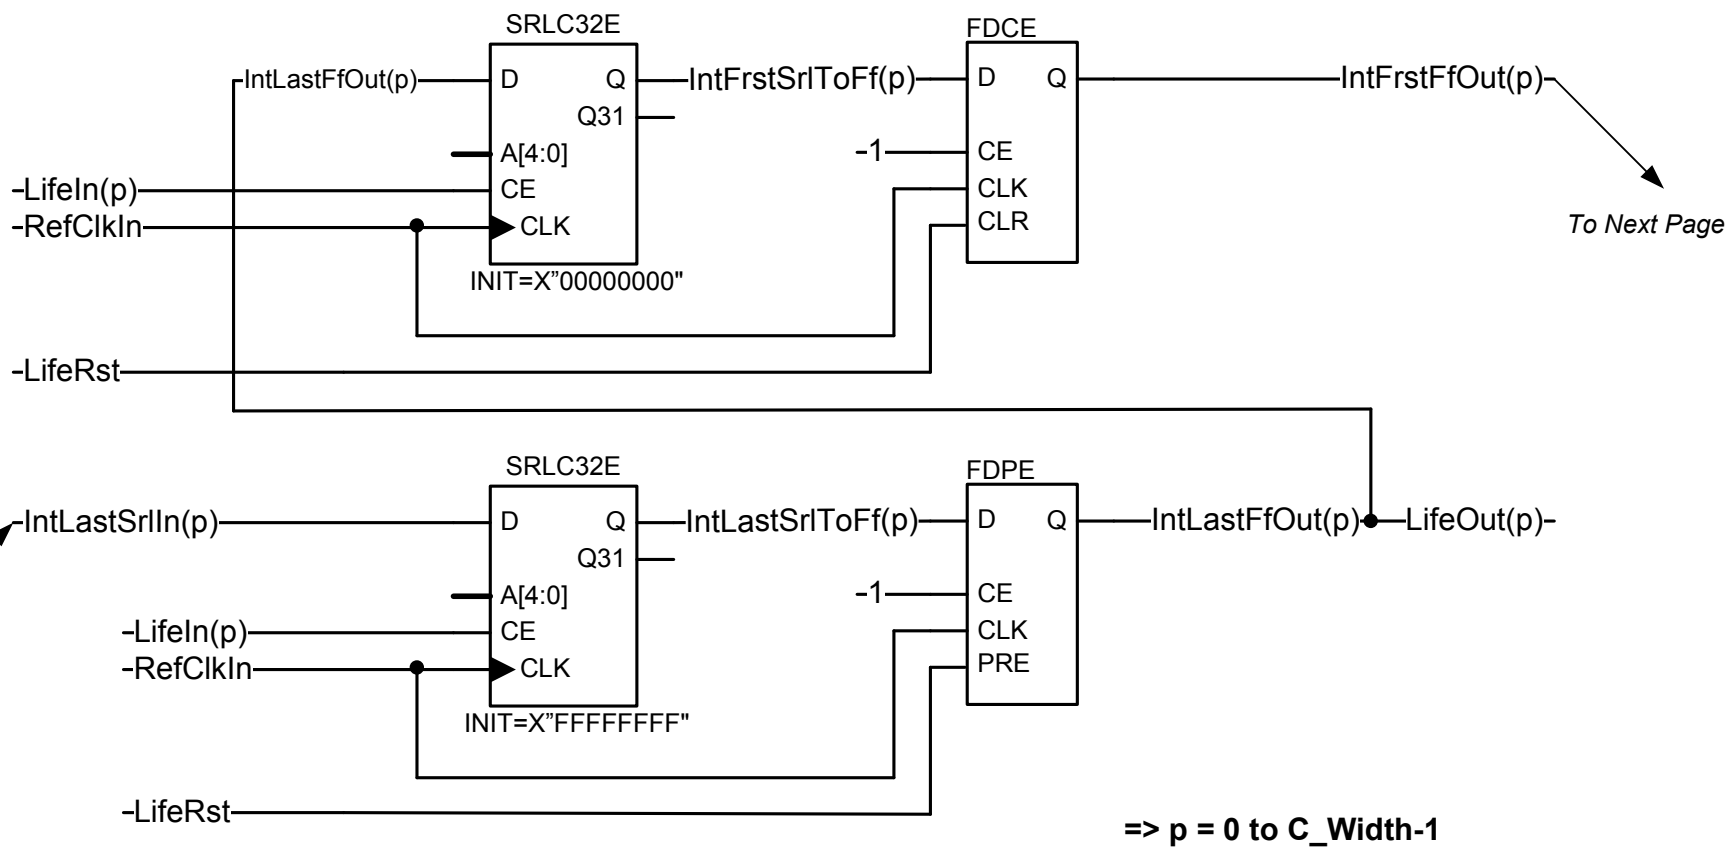 SRLC32E
FDCE
IntLastFfOut(p)
D
Q
IntFrstSrlToFf(p)
D
Q
IntFrstFfOut(p)
Q31
A[4:0]
1
CE
LifeIn(p)
CE
CLK
RefClkIn
CLK
CLR
To Next Page
INIT=X”00000000"
LifeRst
SRLC32E
FDPE
IntLastSrlIn(p)
D
Q
IntLastSrlToFf(p)
D
Q
IntLastFfOut(p)
LifeOut(p)
Q31
A[4:0]
1
CE
LifeIn(p)
CE
CLK
RefClkIn
CLK
PRE
INIT=X”FFFFFFFF"
LifeRst
=> p = 0 to C_Width-1